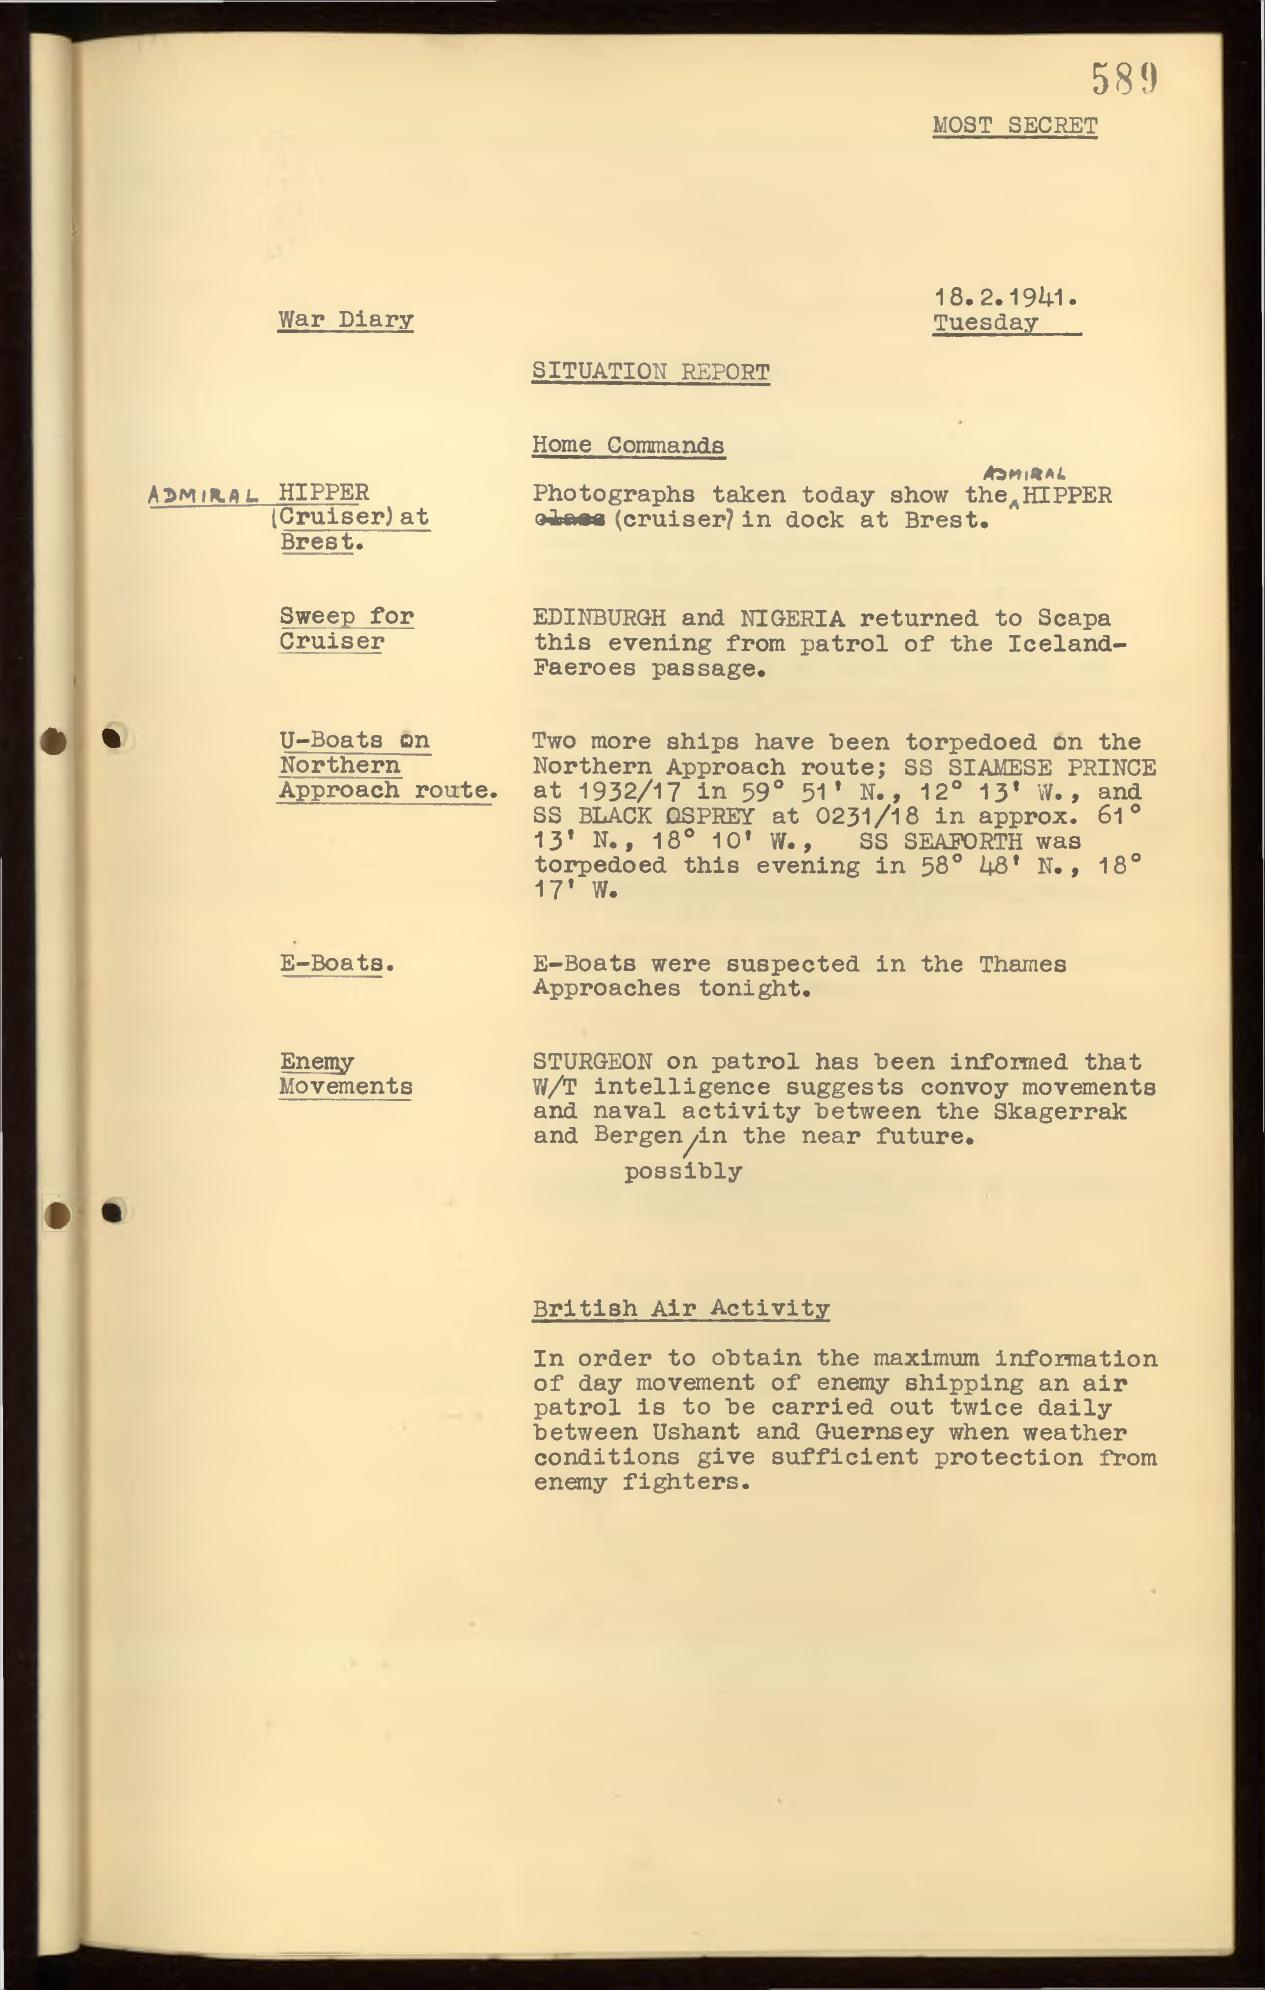 589
MOST SECRET
18.2.1941.
War Diary
Tuesday
SITUATION REPORT
Home Commands
ADMIRAL HIPPER
(Cruiser) at
Brest.
ADMIRAL
Photographs taken today show the ^ HIPPER
class (cruiser) in dock at Brest.
Sweep for
Cruiser
EDINBURGH and NIGERIA returned to Scapa
this evening from patrol of the Iceland-
Faeroes passage.
U-Boats on
Northern
Approach route.
Two more ships have been torpedoed on the
Northern Approach route; SS SIAMESE PRINCE
at 1932/17 in 59° 51' N., 12° 13' W., and
SS BLACK OSPREY at 0231/18 in approx. 61°
13' N., 18° 10' W., SS SEAFORTH was
torpedoed this evening in 58° 48' N., 18°
17' W.
E-Boats.
E-Boats were suspected in the Thames
Approaches tonight.
Enemy
Movements
STURGEON on patrol has been informed that
W/T intelligence suggests convoy movements
and naval activity between the Skagerrak
and Bergen / in the near future.
possibly
British Air Activity
In order to obtain the maximum information
of day movement of enemy shipping an air
patrol is to be carried out twice daily
between Ushant and Guernsey when weather
conditions give sufficient protection from
enemy fighters.